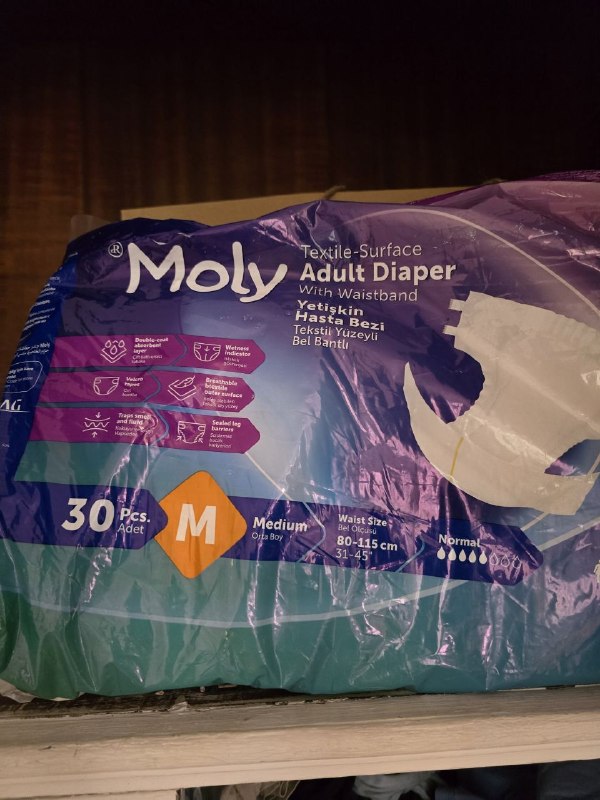 ® Moly
Textile-Surface
Adult Diaper
With Waistband
Yetişkin
Hasta Bezi
Tekstil Yüzeyli
Bel Bantlı
Double-coat
absorbent
layer
Wetness
indicator
Velcro
tapes
Breathable
outer surface
Traps smell
and fluid
Sealed leg
barriers
30 Pcs.
Adet
M
Medium
Orta Boy
Waist Size
Bel Ölçüsü
80-115 cm
31-45"
Normal